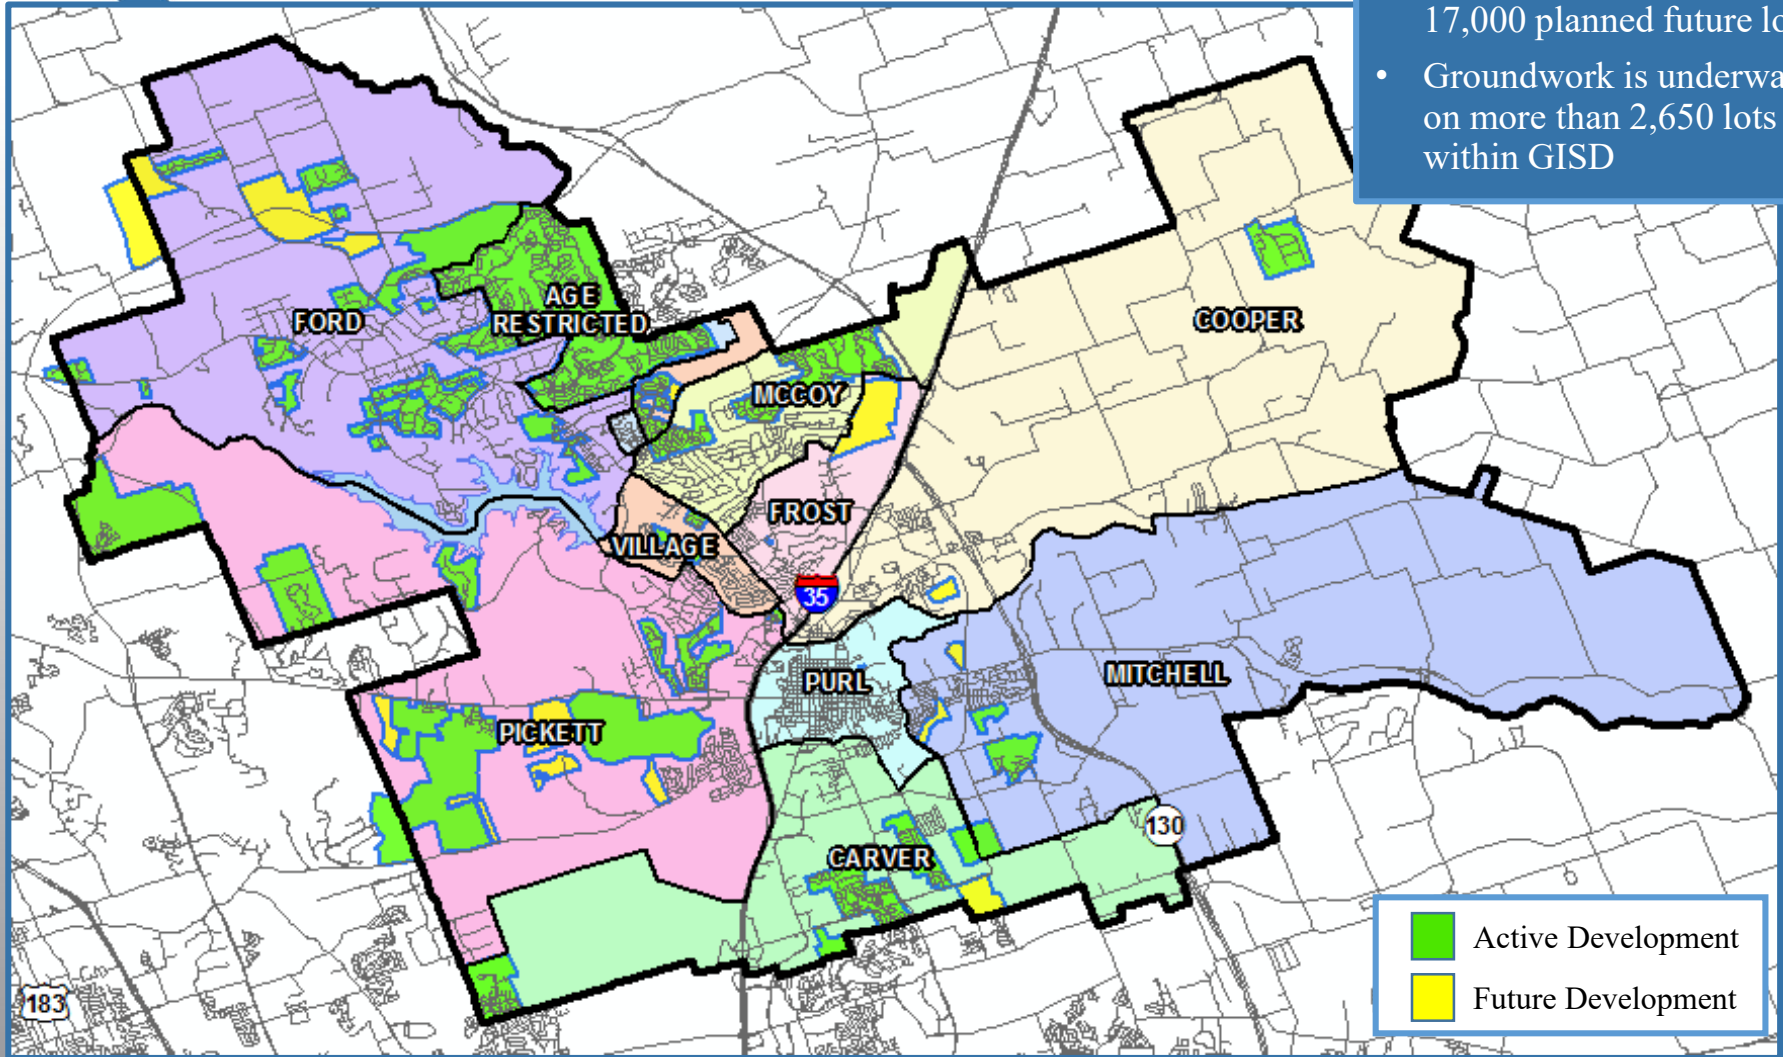 17,000 planned future lo
• Groundwork is underwa
on more than 2,650 lots
within GISD
AGE
RESTRICTED
FORD
COOPER
MCCOY
FROST
VILLAGE
35
PURL
MITCHELL
PICKETT
130
CARVER
183
Active Development
Future Development